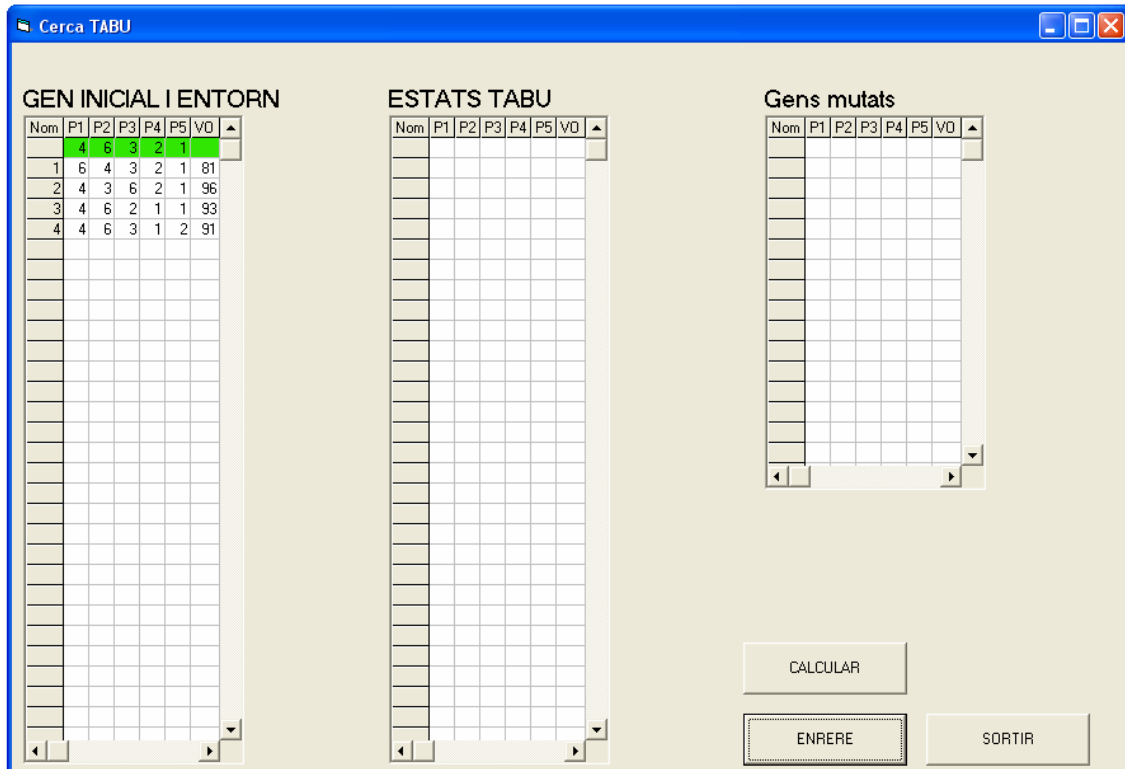 Cerca TABU
GEN INICIAL I ENTORN
Nom P1 P2 P3 P4 P5 VO
4 6 3 2 1
1 6 4 3 2 1 81
2 4 3 6 2 1 96
3 4 6 2 1 1 93
4 4 6 3 1 2 91
ESTATS TABU
Nom P1 P2 P3 P4 P5 VO
Gens mutats
Nom P1 P2 P3 P4 P5 VO
CALCULAR
ENRERE
SORTIR